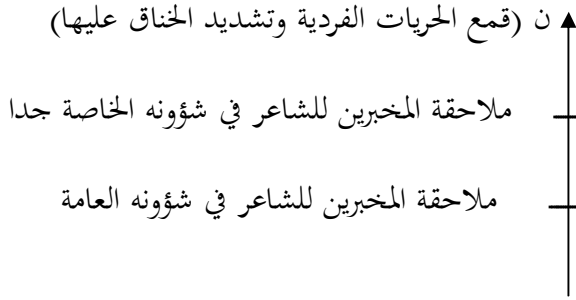 ن (قمع الحريات الفردية وتشديد الخناق عليها)
ملاحقة المخبرين للشاعر في شؤونه الخاصة جدا
ملاحقة المخبرين للشاعر في شؤونه العامة